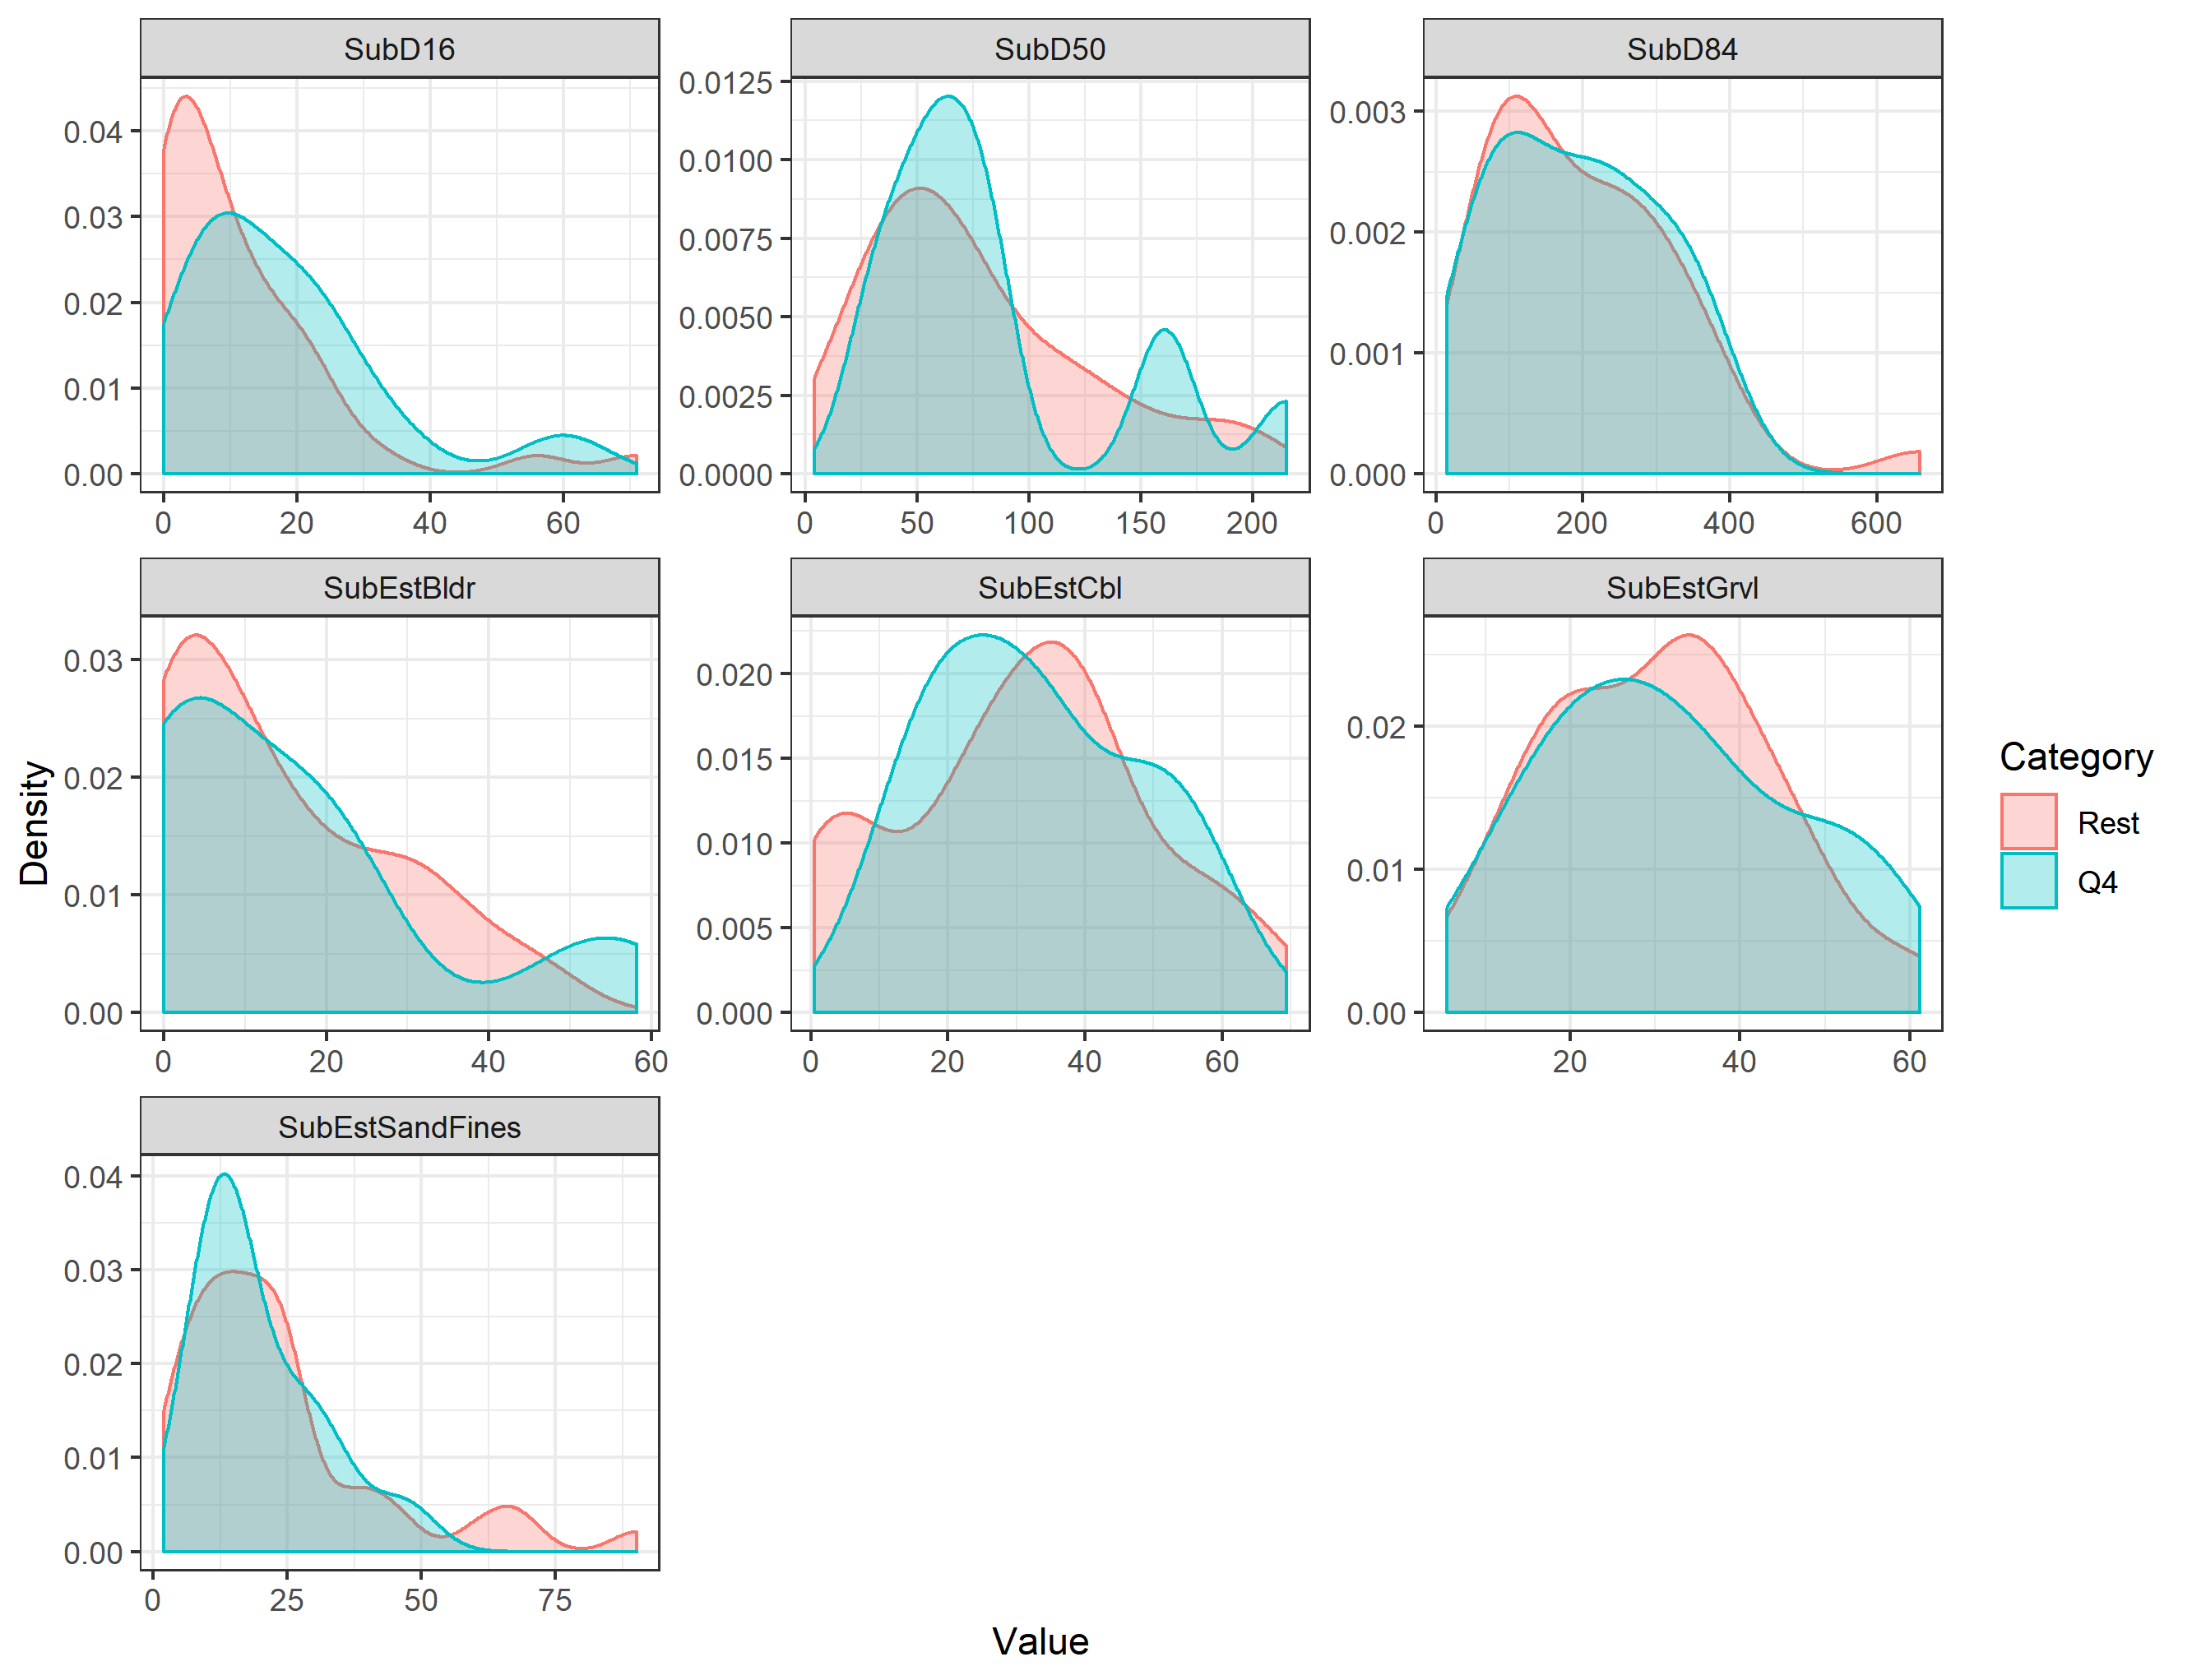 SubD16
SubD50
SubD84
0.04
0.03
0.02
0.01
0.00
0 20 40 60
0.0125
0.0100
0.0075
0.0050
0.0025
0.0000
0 50 100 150 200
0.003
0.002
0.001
0.000
0 200 400 600
SubEstBldr
SubEstCbl
SubEstGrvl
0.03
0.02
0.01
0.00
0 20 40 60
0.020
0.015
0.010
0.005
0.000
0 20 40 60
0.02
0.01
0.00
20 40 60
SubEstSandFines
0.04
0.03
0.02
0.01
0.00
0 25 50 75
Density
Value
Category
Rest
Q4